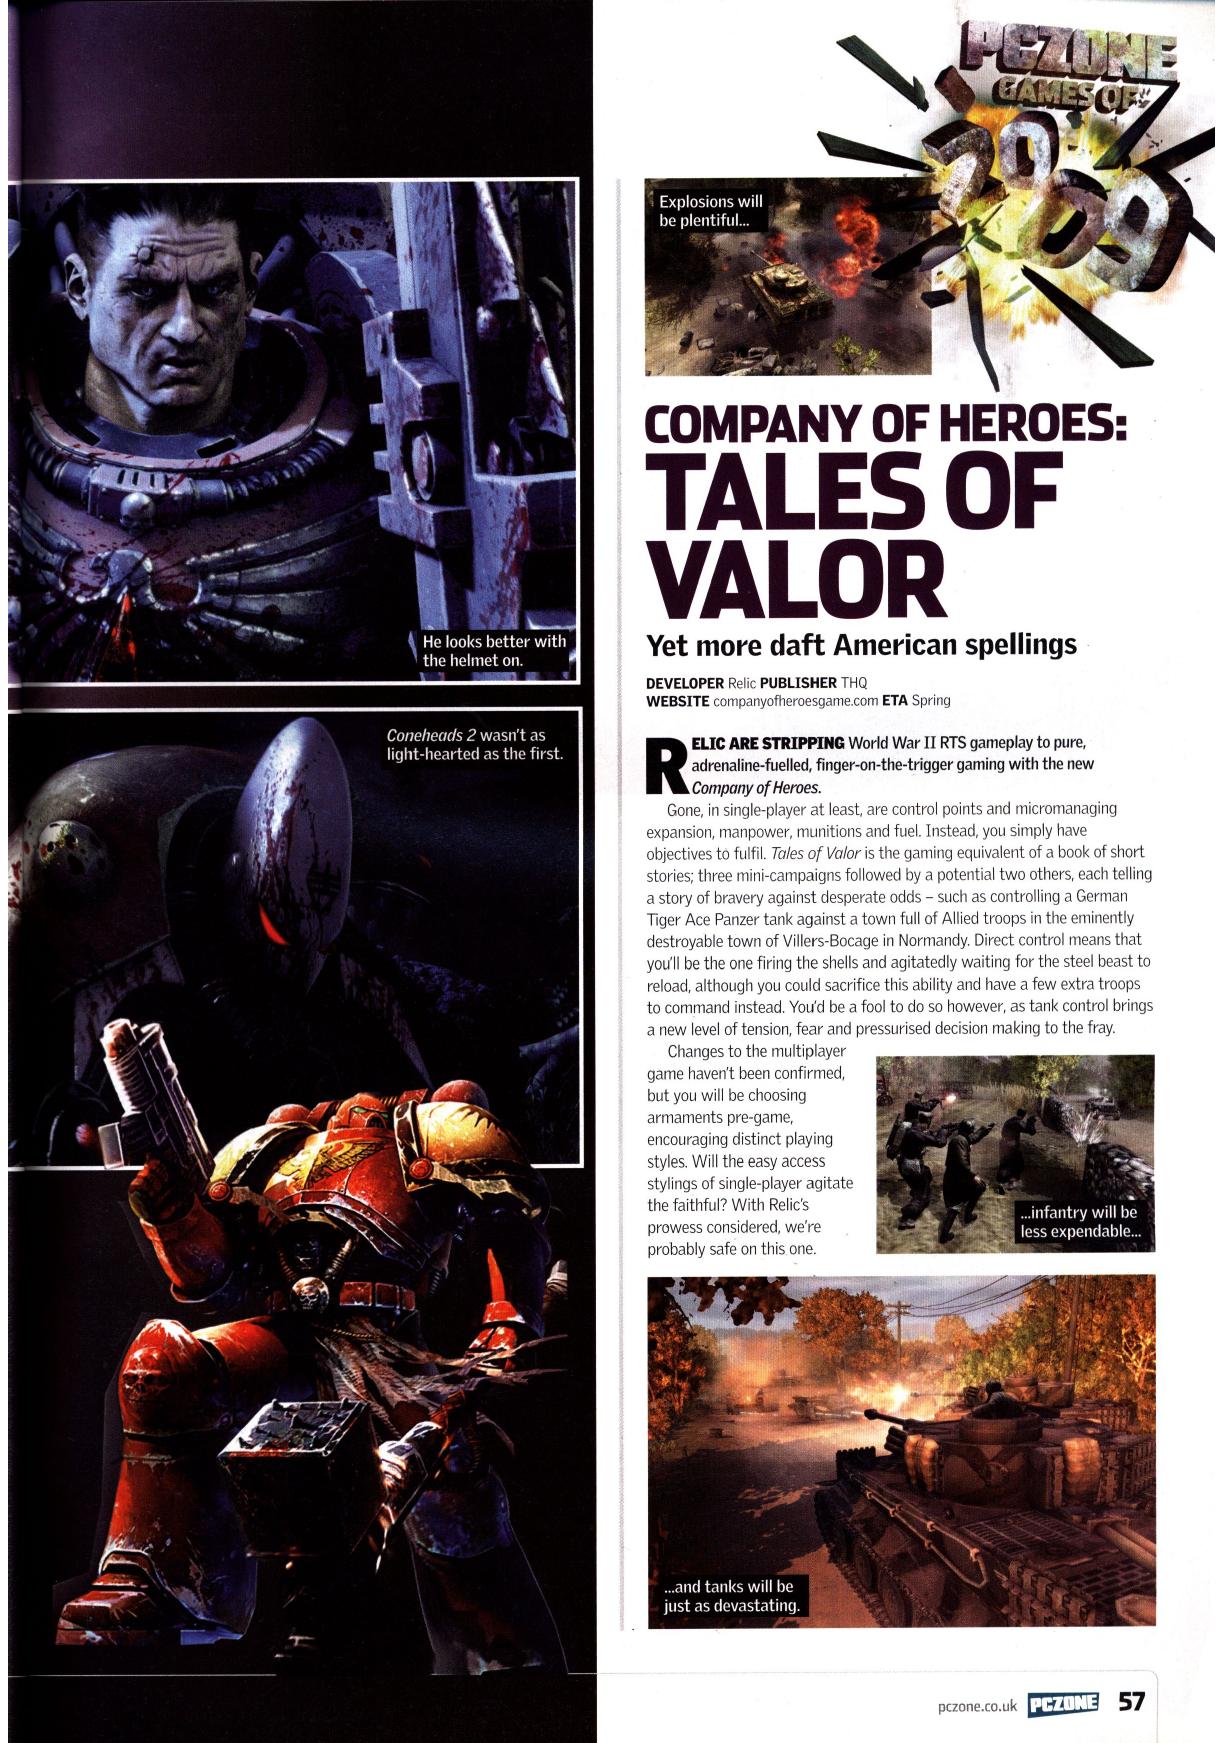 He looks better with
the helmet on.
Coneheads 2 wasn't as
light-hearted as the first.
PCZONE
GAMES OF
2009
Explosions will
be plentiful...
COMPANY OF HEROES:
TALES OF
VALOR
Yet more daft American spellings
DEVELOPER Relic PUBLISHER THQ
WEBSITE companyofheroesgame.com ETA Spring
RELIC ARE STRIPPING World War II RTS gameplay to pure,
adrenaline-fuelled, finger-on-the-trigger gaming with the new
Company of Heroes.
Gone, in single-player at least, are control points and micromanaging
expansion, manpower, munitions and fuel. Instead, you simply have
objectives to fulfil. Tales of Valor is the gaming equivalent of a book of short
stories; three mini-campaigns followed by a potential two others, each telling
a story of bravery against desperate odds – such as controlling a German
Tiger Ace Panzer tank against a town full of Allied troops in the eminently
destroyable town of Villers-Bocage in Normandy. Direct control means that
you'll be the one firing the shells and agitatedly waiting for the steel beast to
reload, although you could sacrifice this ability and have a few extra troops
to command instead. You'd be a fool to do so however, as tank control brings
a new level of tension, fear and pressurised decision making to the fray.
Changes to the multiplayer
game haven't been confirmed,
but you will be choosing
armaments pre-game,
encouraging distinct playing
styles. Will the easy access
stylings of single-player agitate
the faithful? With Relic's
prowess considered, we're
probably safe on this one.
...infantry will be
less expendable...
...and tanks will be
just as devastating.
pczone.co.uk PCZONE 57